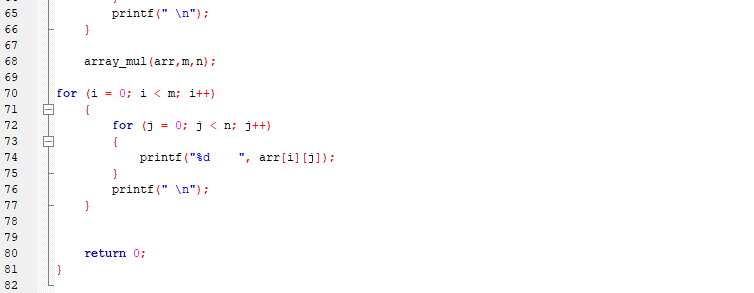 65             printf(" \n");
66         }
67
68         array_mul(arr,m,n);
69
70     for (i = 0; i < m; i++)
71         {
72             for (j = 0; j < n; j++)
73             {
74                 printf("%d    ", arr[i][j]);
75             }
76             printf(" \n");
77         }
78
79
80         return 0;
81     }
82